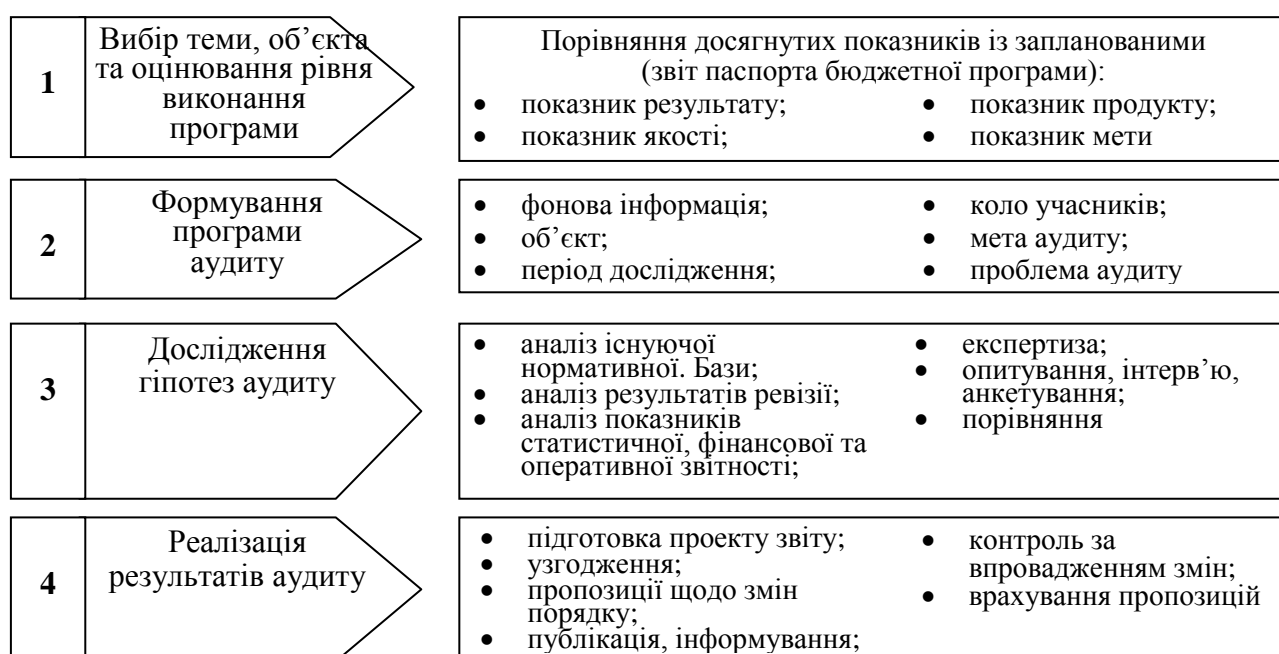 1
Вибір теми, об’єкта
та оцінювання рівня
виконання
програми
Порівняння досягнутих показників із запланованими
(звіт паспорта бюджетної програми):
• показник результату;
• показник якості;
• показник продукту;
• показник мети
2
Формування
програми
аудиту
• фонова інформація;
• об’єкт;
• період дослідження;
• коло учасників;
• мета аудиту;
• проблема аудиту
3
Дослідження
гіпотез аудиту
• аналіз існуючої
нормативної. Бази;
• аналіз результатів ревізії;
• аналіз показників
статистичної, фінансової та
оперативної звітності;
• експертиза;
• опитування, інтерв’ю,
анкетування;
• порівняння
4
Реалізація
результатів аудиту
• підготовка проекту звіту;
• узгодження;
• пропозиції щодо змін
порядку;
• публікація, інформування;
• контроль за
впровадженням змін;
• врахування пропозицій